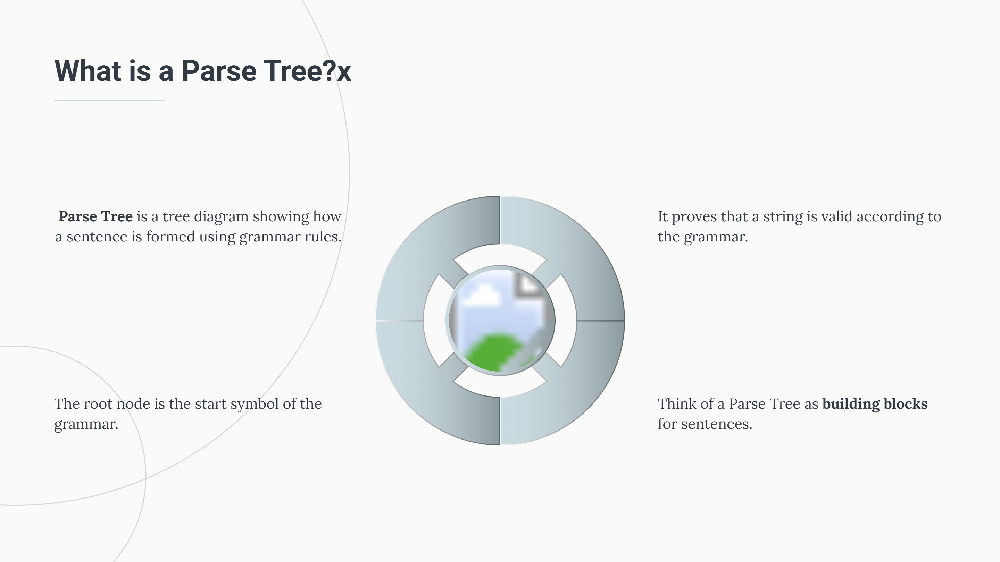 What is a Parse Tree?x
Parse Tree is a tree diagram showing how
a sentence is formed using grammar rules.
It proves that a string is valid according to
the grammar.
The root node is the start symbol of the
grammar.
Think of a Parse Tree as building blocks
for sentences.